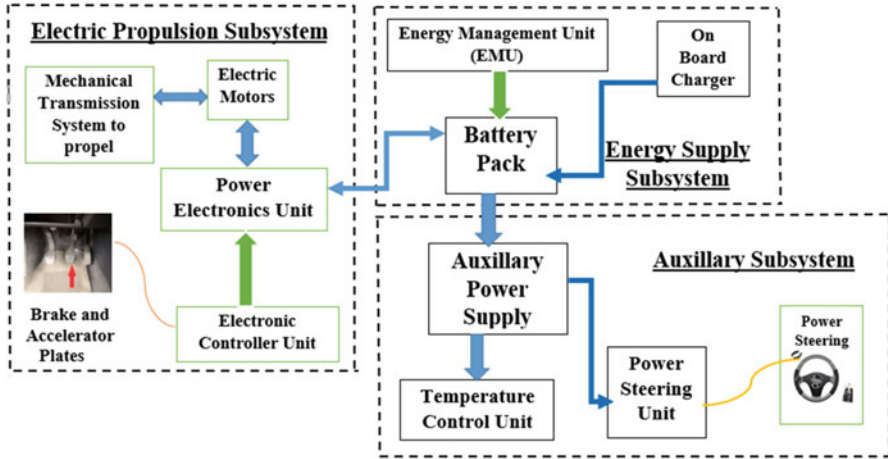 Electric Propulsion Subsystem
Mechanical
Transmission
System to
propel
Electric
Motors
Power
Electronics Unit
Brake and
Accelerator
Plates
Electronic
Controller Unit
Energy Management Unit
(EMU)
On
Board
Charger
Battery
Pack
Energy Supply
Subsystem
Auxillary Subsystem
Auxillary
Power
Supply
Temperature
Control Unit
Power
Steering
Unit
Power
Steering